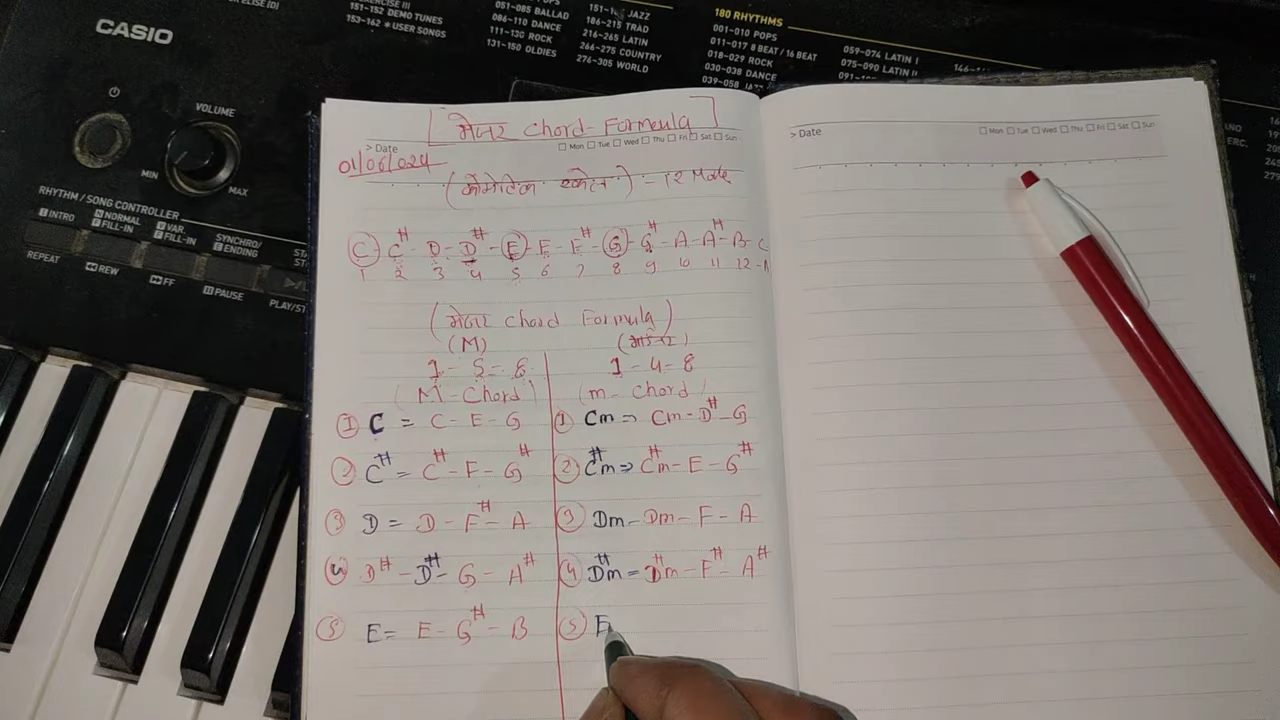 151-152 DEMO TUNES
153-162 * USER SONGS
051-085 BALLAD
086-110 DANCE
111-130 ROCK
131-150 OLDIES
JAZZ
186-215 TRAD
216-265 LATIN
266-275 COUNTRY
276-305 WORLD
180 RHYTHMS
001-010 POPS
011-017 8 BEAT / 16 BEAT
018-029 ROCK
030-038 DANCE
039-058 JAZZ
059-074 LATIN I
075-090 LATIN II
CASIO
VOLUME
MIN
MAX
RHYTHM / SONG CONTROLLER
INTRO
NORMAL
FILL-IN
VAR.
FILL-IN
SYNCHRO/
ENDING
REPEAT
REW
FF
PAUSE
PLAY/
मेजर Chord Formula
> Date
Mon Tue Wed Thu Fri Sat Sun
01/06/024
= 12 Note
C C# - D - D# - E - F - F# - G - G# - A - A# - B - C
1 2 3 4 5 6 7 8 9 10 11 12
(मेजर Chord Formula)
(M)
1 - 5 - 8
1 - 4 - 8
(M - Chord)
(m - Chord)
① C = C - E - G
① Cm => Cm - D# - G
② C# = C# - F - G#
② C#m => C#m - E - G#
③ D = D - F# - A
③ Dm - Dm - F - A
④ D# - D# - G - A#
④ D#m = D#m - F# - A#
⑤ E = E - G# - B
⑤ E
> Date
Mon Tue Wed Thu Fri Sat Sun